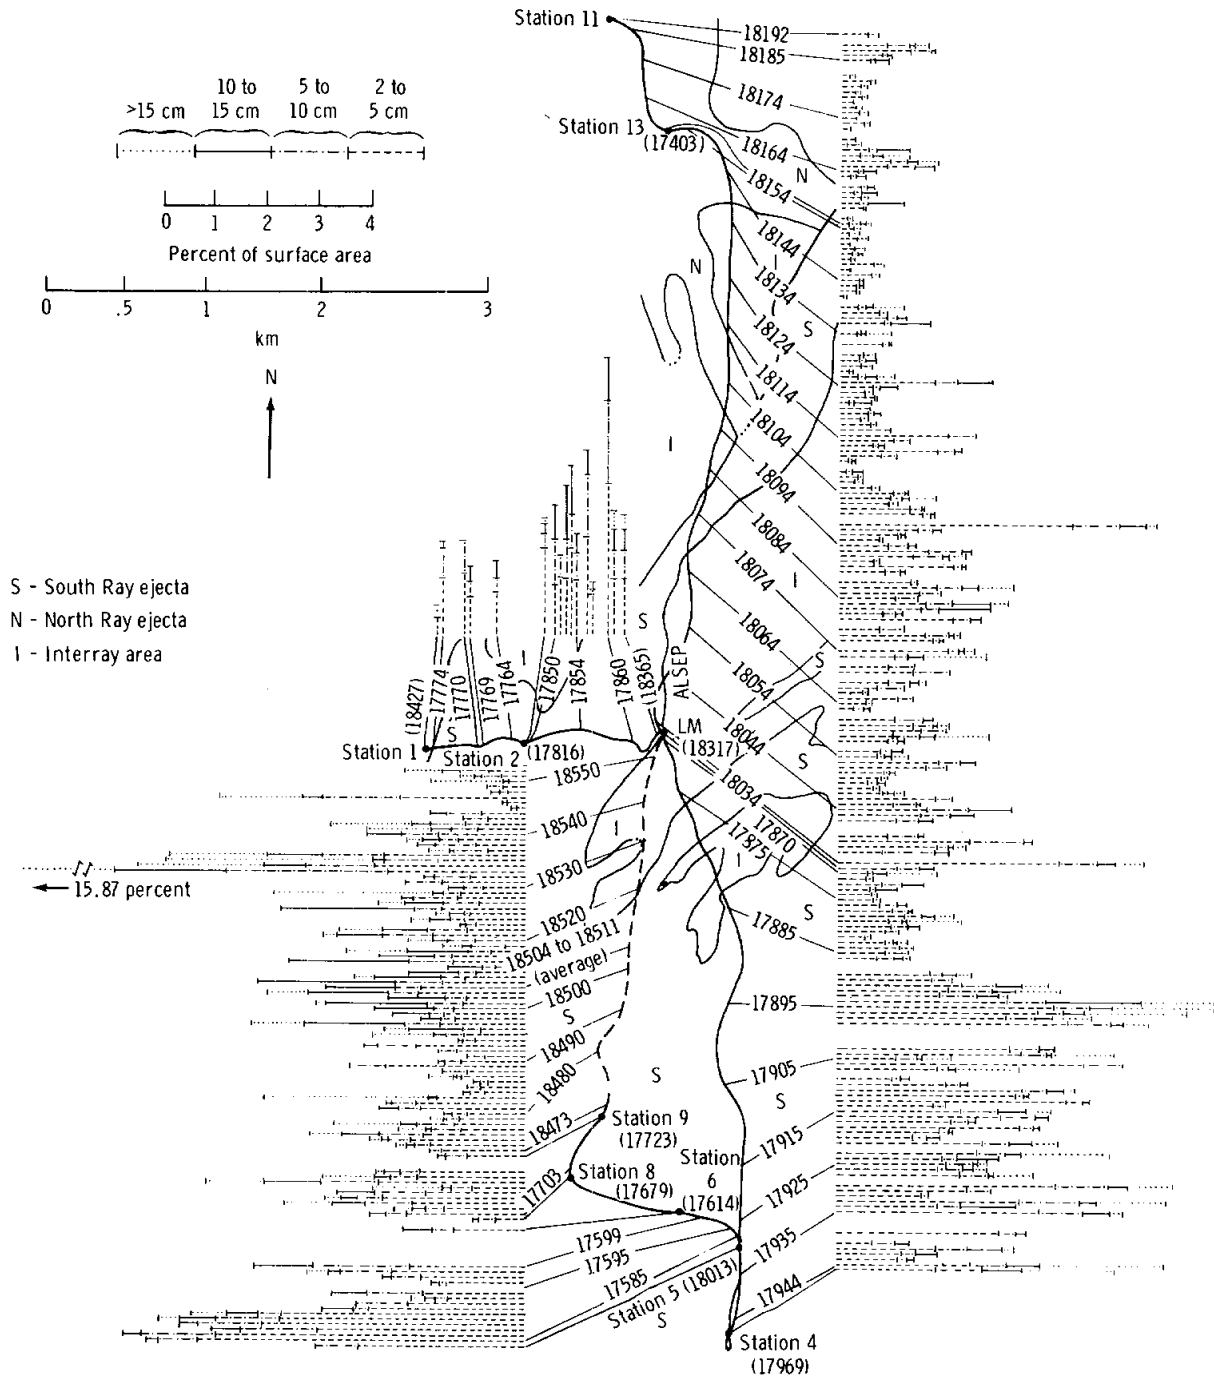 Station 11
18192
18185
18174
Station 13
(17403)
18164
N
18154
10 to
5 to
2 to
>15 cm
15 cm
10 cm
5 cm
0 1 2 3 4
Percent of surface area
0 .5 1 2 3
km
N
18144
I
N
18134
S
18124
18114
I
18104
18094
18084
18074
I
S
18064
S
18054
S - South Ray ejecta
N - North Ray ejecta
I - Interray area
(18427)
17774
17770
17769
17764
I
17850
17854
17860
(18365)
ALSEP
S
Station 1
Station 2
(17816)
LM
(18317)
18044
S
18550
18034
18540
I
17870
17875
I
18530
15.87 percent
18520
S
17885
18504 to 18511
(average)
18500
17895
S
18490
18480
S
17905
S
18473
Station 9
(17723)
17915
Station
6
(17614)
17703
Station 8
(17679)
17925
17599
17595
17935
17585
Station 5 (18013)
S
17944
Station 4
(17969)